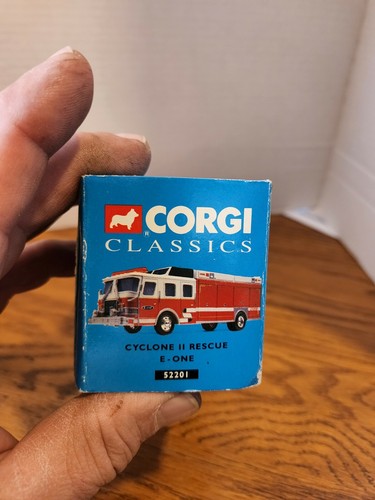 CORGI
CLASSICS
CYCLONE II RESCUE
E-ONE
52201